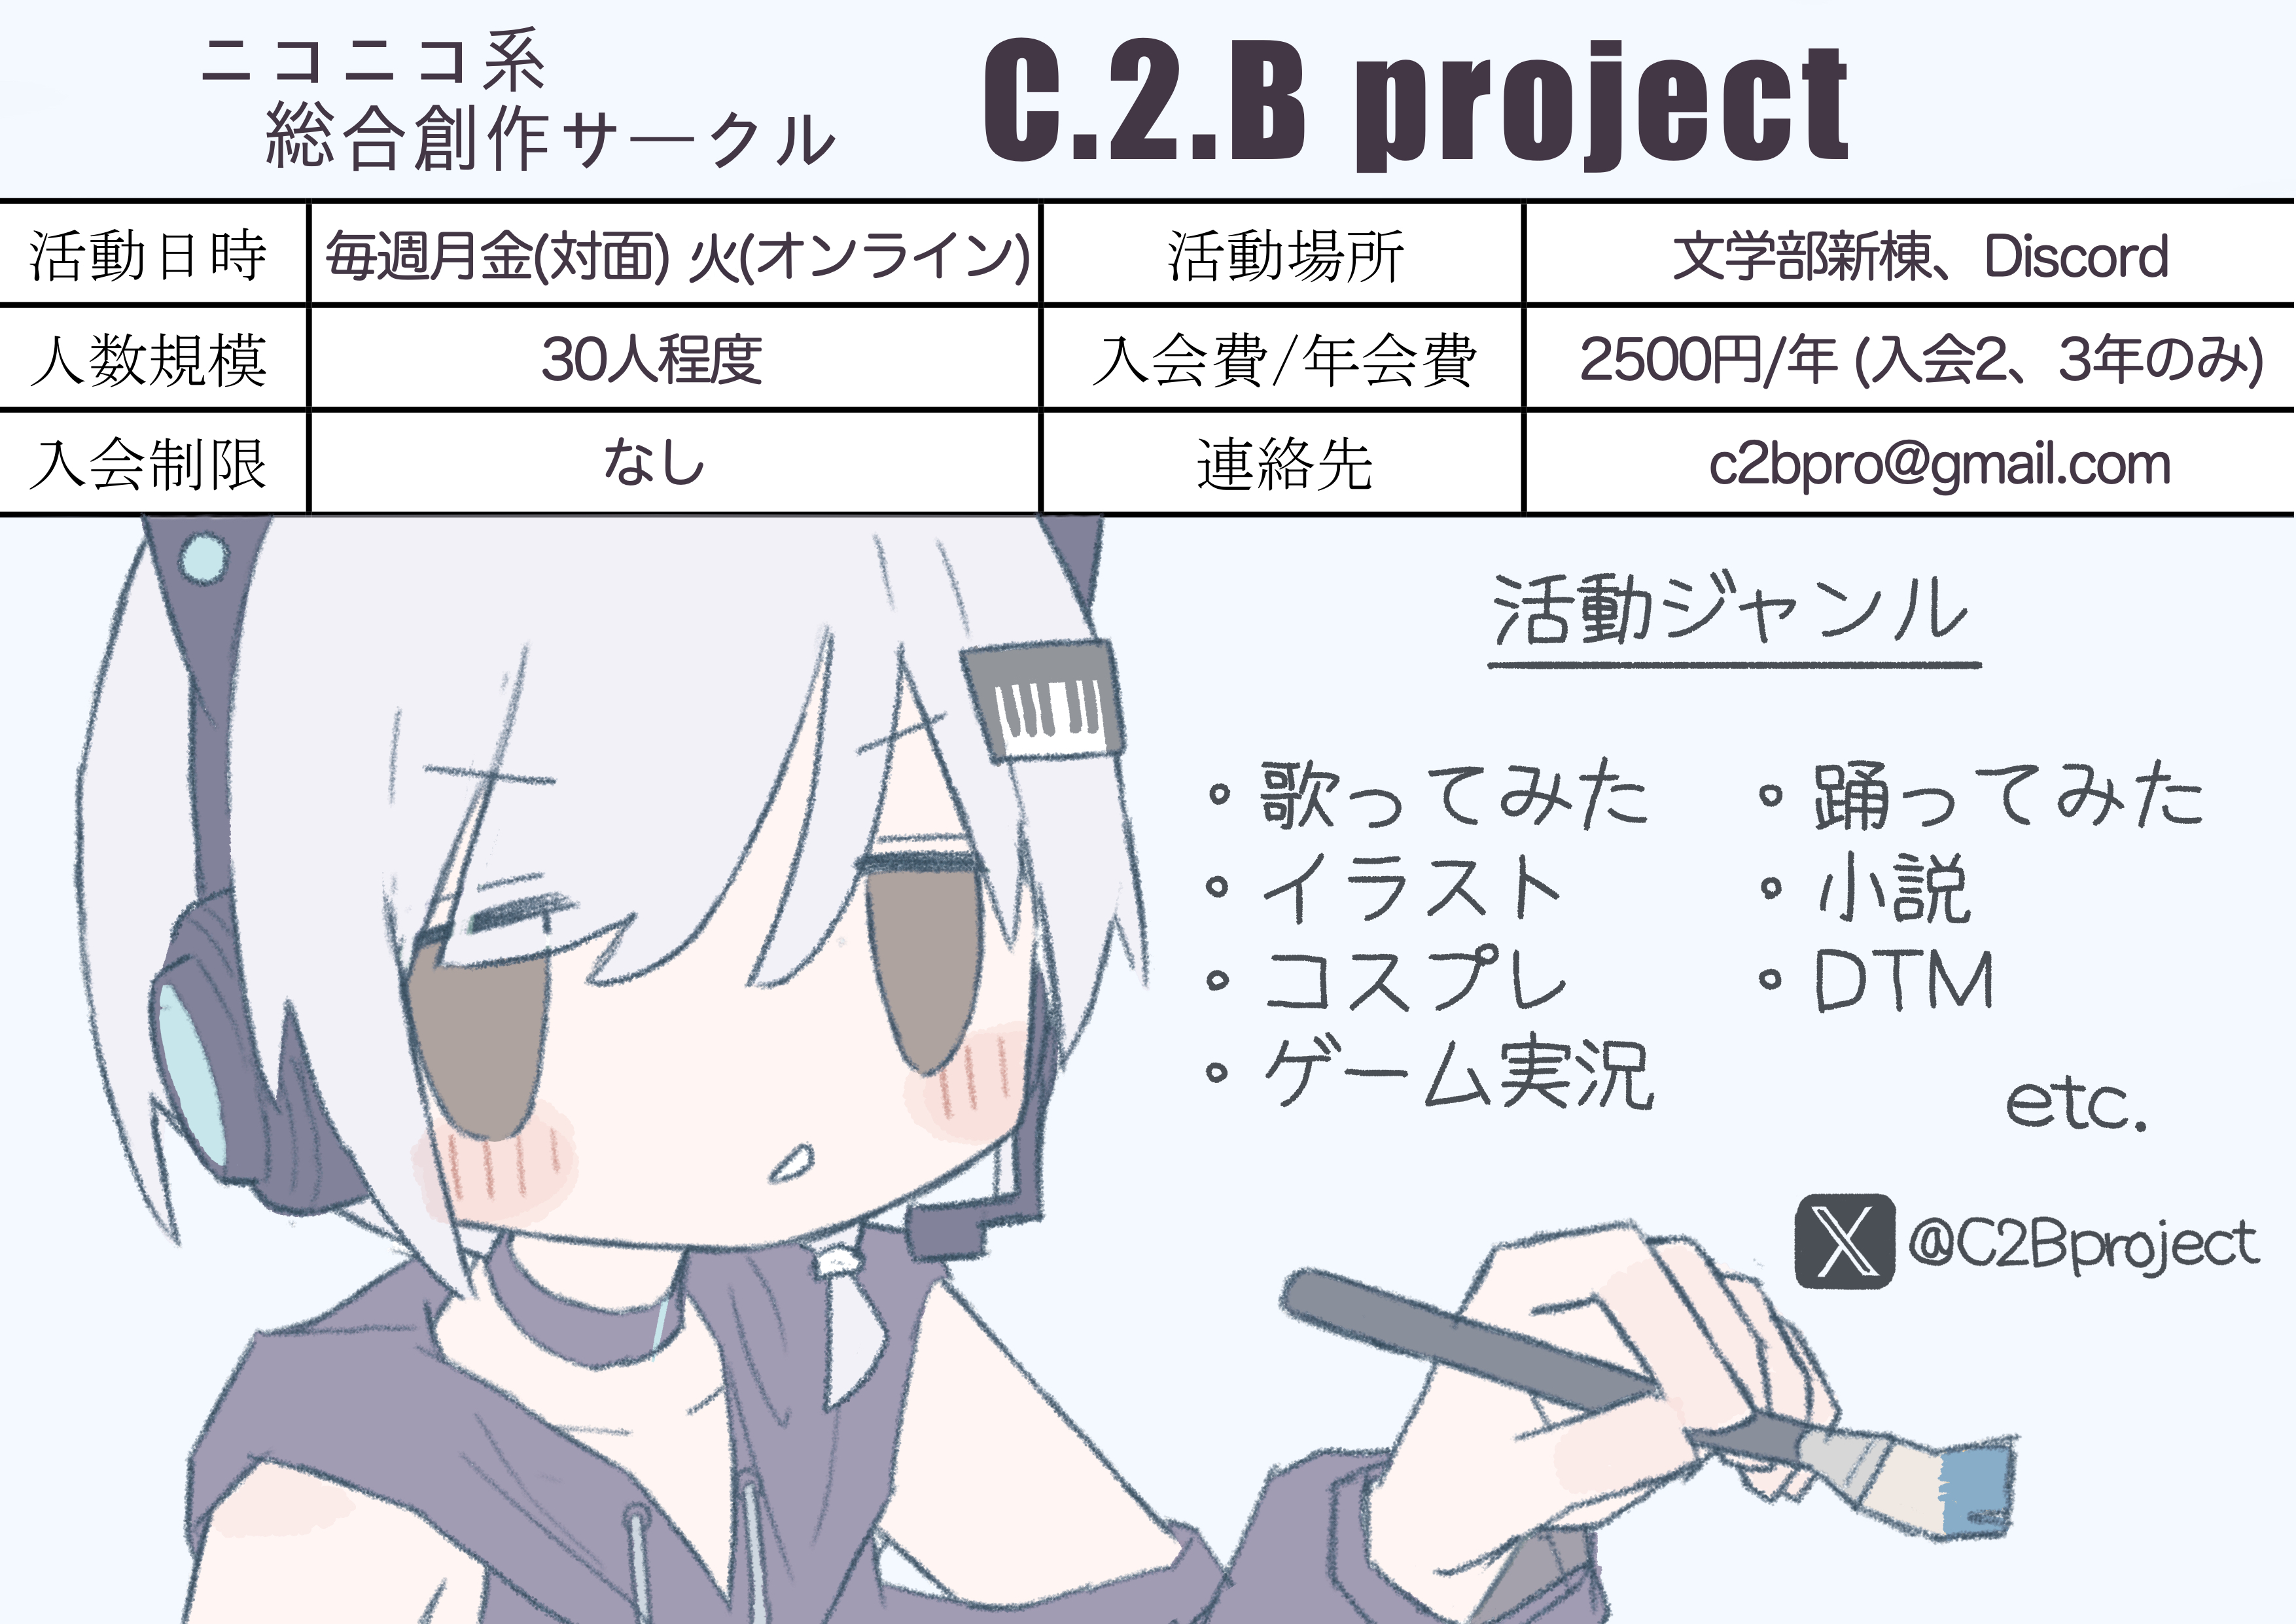 ニコニコ系
総合創作サークル
C.2.B project
活動日時 毎週月金(対面) 火(オンライン) 活動場所 文学部新棟、Discord
人数規模 30人程度 入会費/年会費 2500円/年 (入会2、3年のみ)
入会制限 なし 連絡先 c2bpro@gmail.com
活動ジャンル
・歌ってみた ・踊ってみた
・イラスト ・小説
・コスプレ ・DTM
・ゲーム実況
etc.
X @C2Bproject